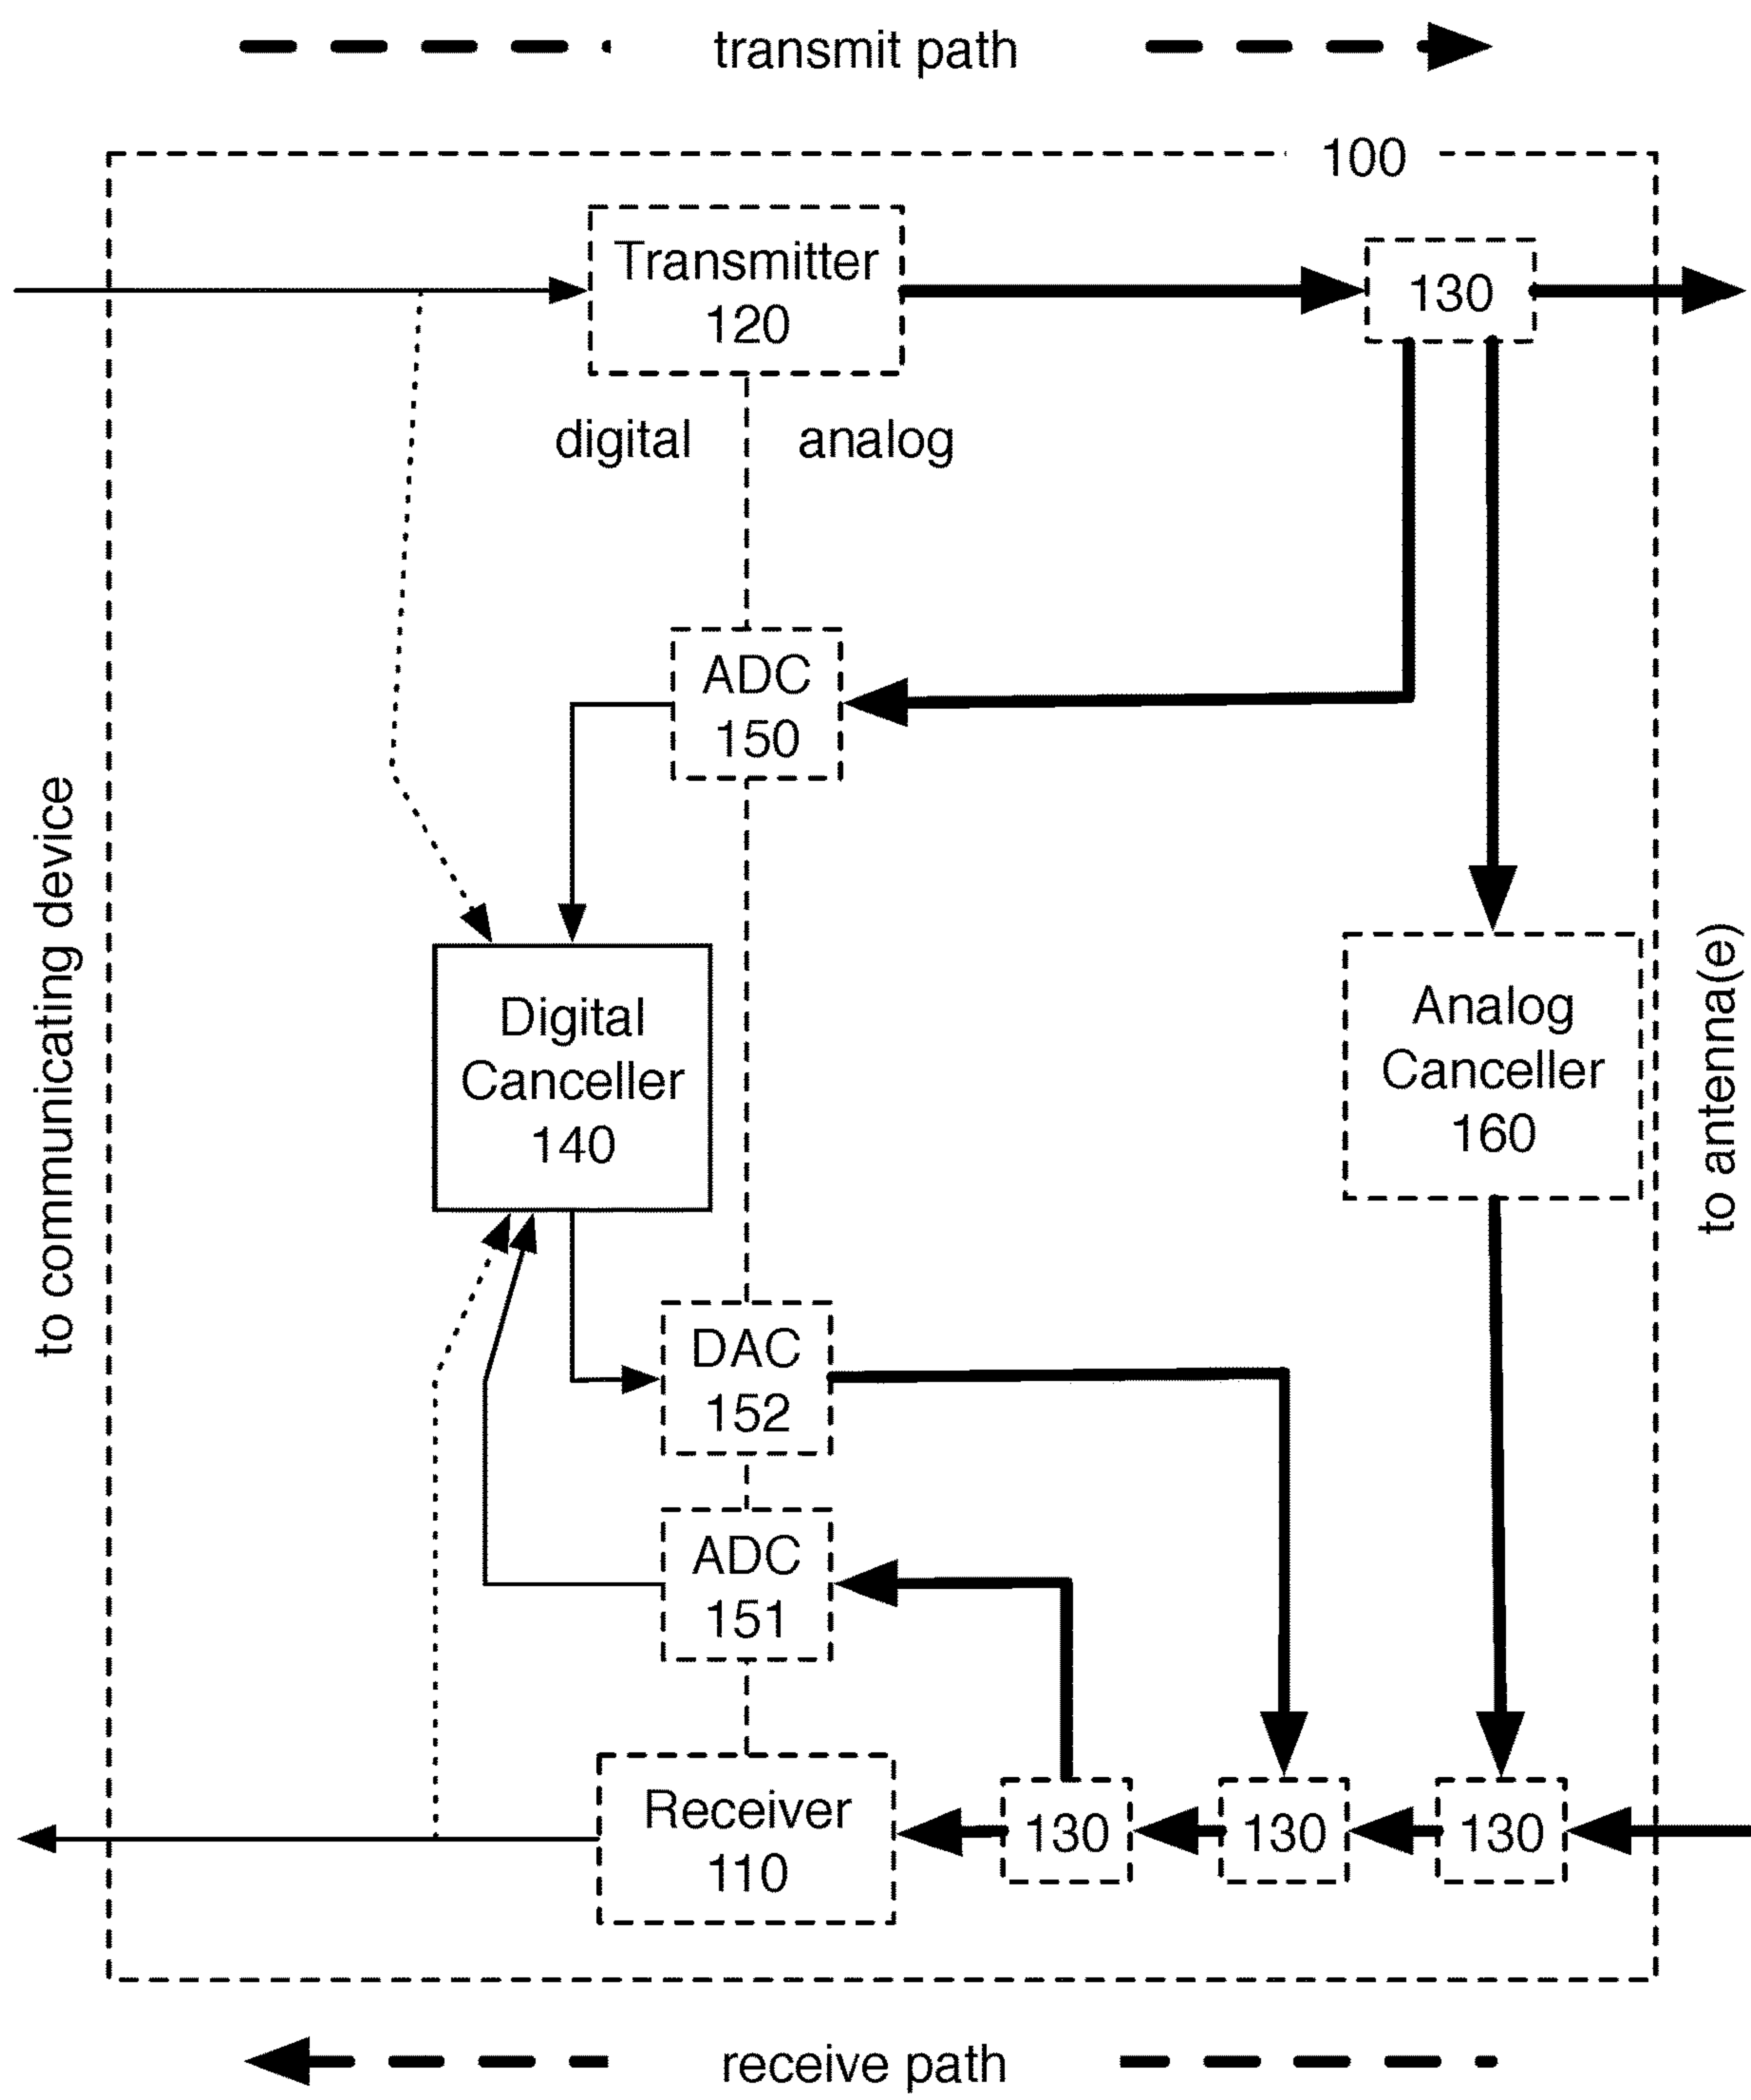 transmit path
100
Transmitter
120
130
digital
analog
ADC
150
to communicating device
Digital
Canceller
140
Analog
Canceller
160
to antenna(e)
DAC
152
ADC
151
Receiver
110
130
130
130
receive path